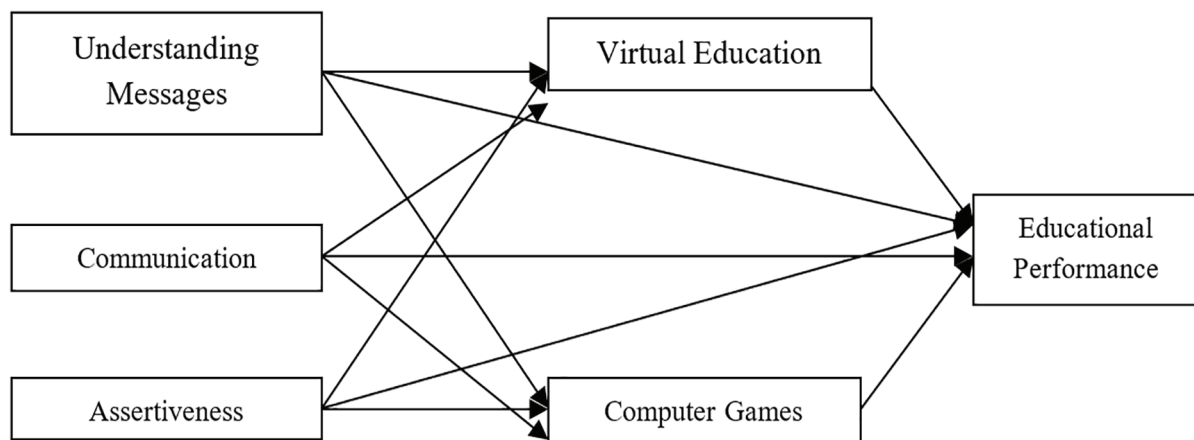 Understanding
Messages
Virtual Education
Communication
Educational
Performance
Assertiveness
Computer Games